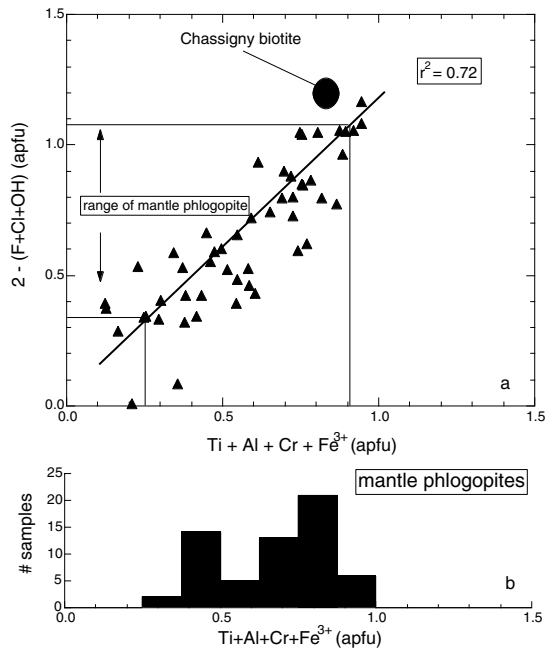 1.5
Chassigny biotite
r² = 0.72
1.0
2 - (F+Cl+OH) (apfu)
range of mantle phlogopite
0.5
a
0.0
0.0 0.5 1.0 1.5
Ti + Al + Cr + Fe³⁺ (apfu)
25
mantle phlogopites
20
15
# samples
10
5
b
0
0.0 0.5 1.0 1.5
Ti+Al+Cr+Fe³⁺ (apfu)